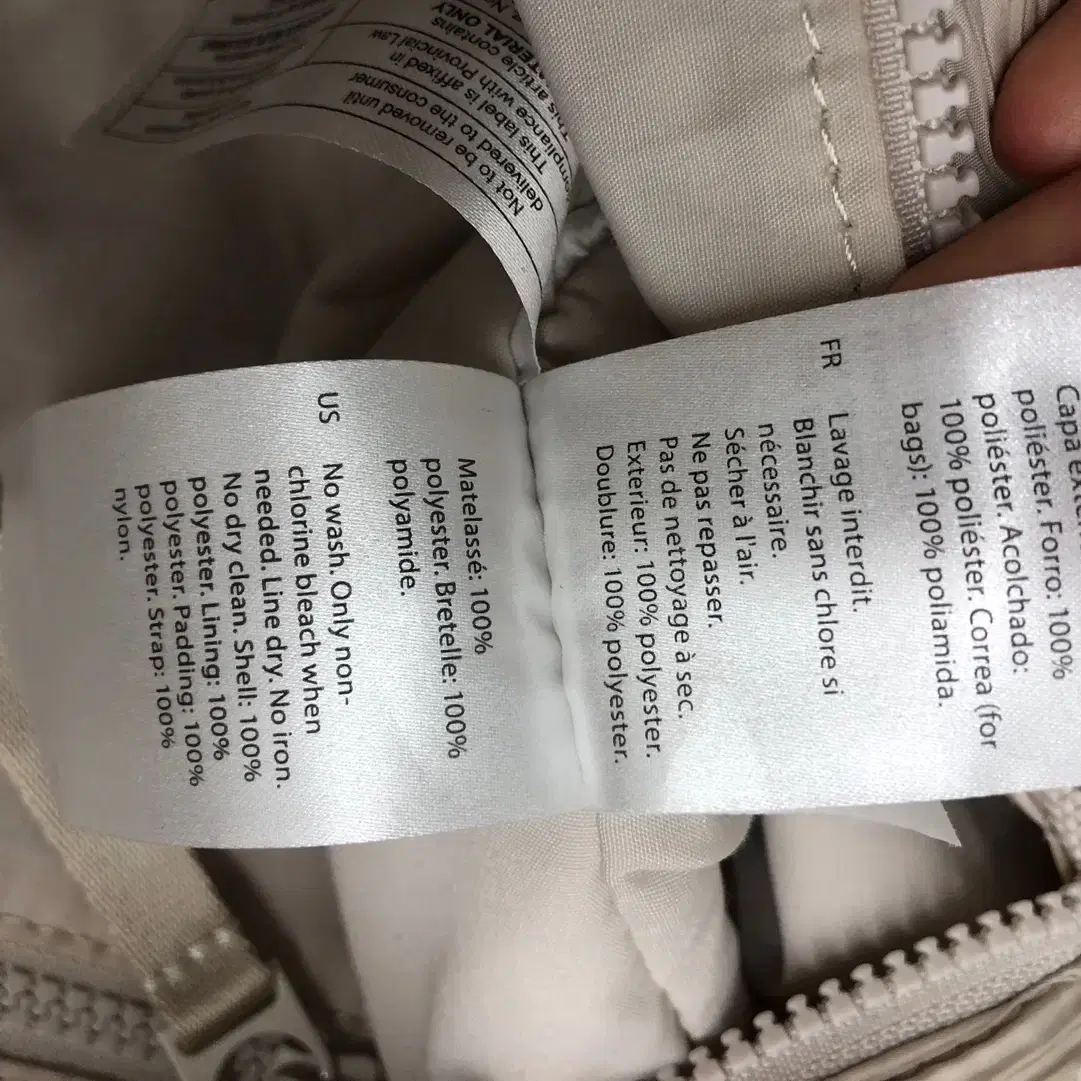 Not to be removed until
delivered to the consumer
This label is affixed in
ompliance with Provincial Law
his article contains
TERIAL ONLY
Capa
poliéster. Forro: 100%
poliéster. Acolchado:
100% poliéster. Correa (for
bags): 100% poliamida.
FR Lavage interdit.
Blanchir sans chlore si
nécessaire.
Sécher à l'air.
Ne pas repasser.
Pas de nettoyage à sec.
Exterieur: 100% polyester.
Doublure: 100% polyester.
Matelassé: 100%
polyester. Bretelle: 100%
polyamide.
US No wash. Only non-
chlorine bleach when
needed. Line dry. No iron.
No dry clean. Shell: 100%
polyester. Lining: 100%
polyester. Padding: 100%
polyester. Strap: 100%
nylon.